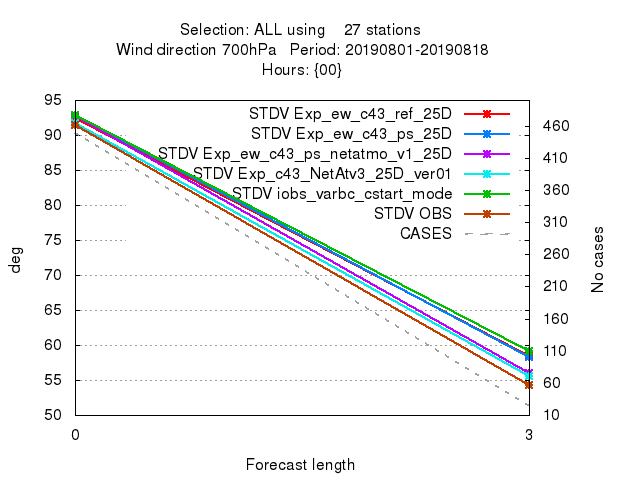 Selection: ALL using    27 stations
Wind direction 700hPa   Period: 20190801-20190818
Hours: {00}
95
90
85
80
75
70
65
60
55
50
deg
STDV Exp_ew_c43_ref_25D
STDV Exp_ew_c43_ps_25D
STDV Exp_ew_c43_ps_netatmo_v1_25D
STDV Exp_c43_NetAtv3_25D_ver01
STDV iobs_varbc_cstart_mode
STDV OBS
CASES
460
410
360
310
260
210
160
110
60
10
No cases
0
3
Forecast length